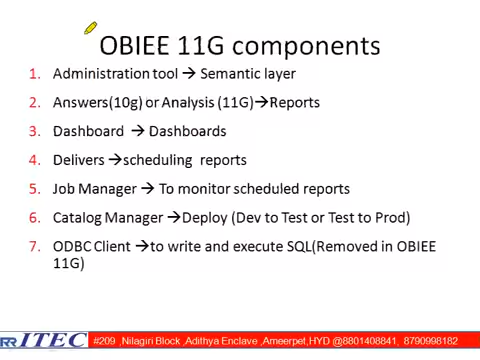 OBIEE 11G components
1. Administration tool → Semantic layer
2. Answers(10g) or Analysis (11G)→Reports
3. Dashboard → Dashboards
4. Delivers →scheduling reports
5. Job Manager → To monitor scheduled reports
6. Catalog Manager →Deploy (Dev to Test or Test to Prod)
7. ODBC Client →to write and execute SQL(Removed in OBIEE
11G)
RR ITEC #209 ,Nilagiri Block ,Adithya Enclave ,Ameerpet,HYD @8801408841, 8790998182